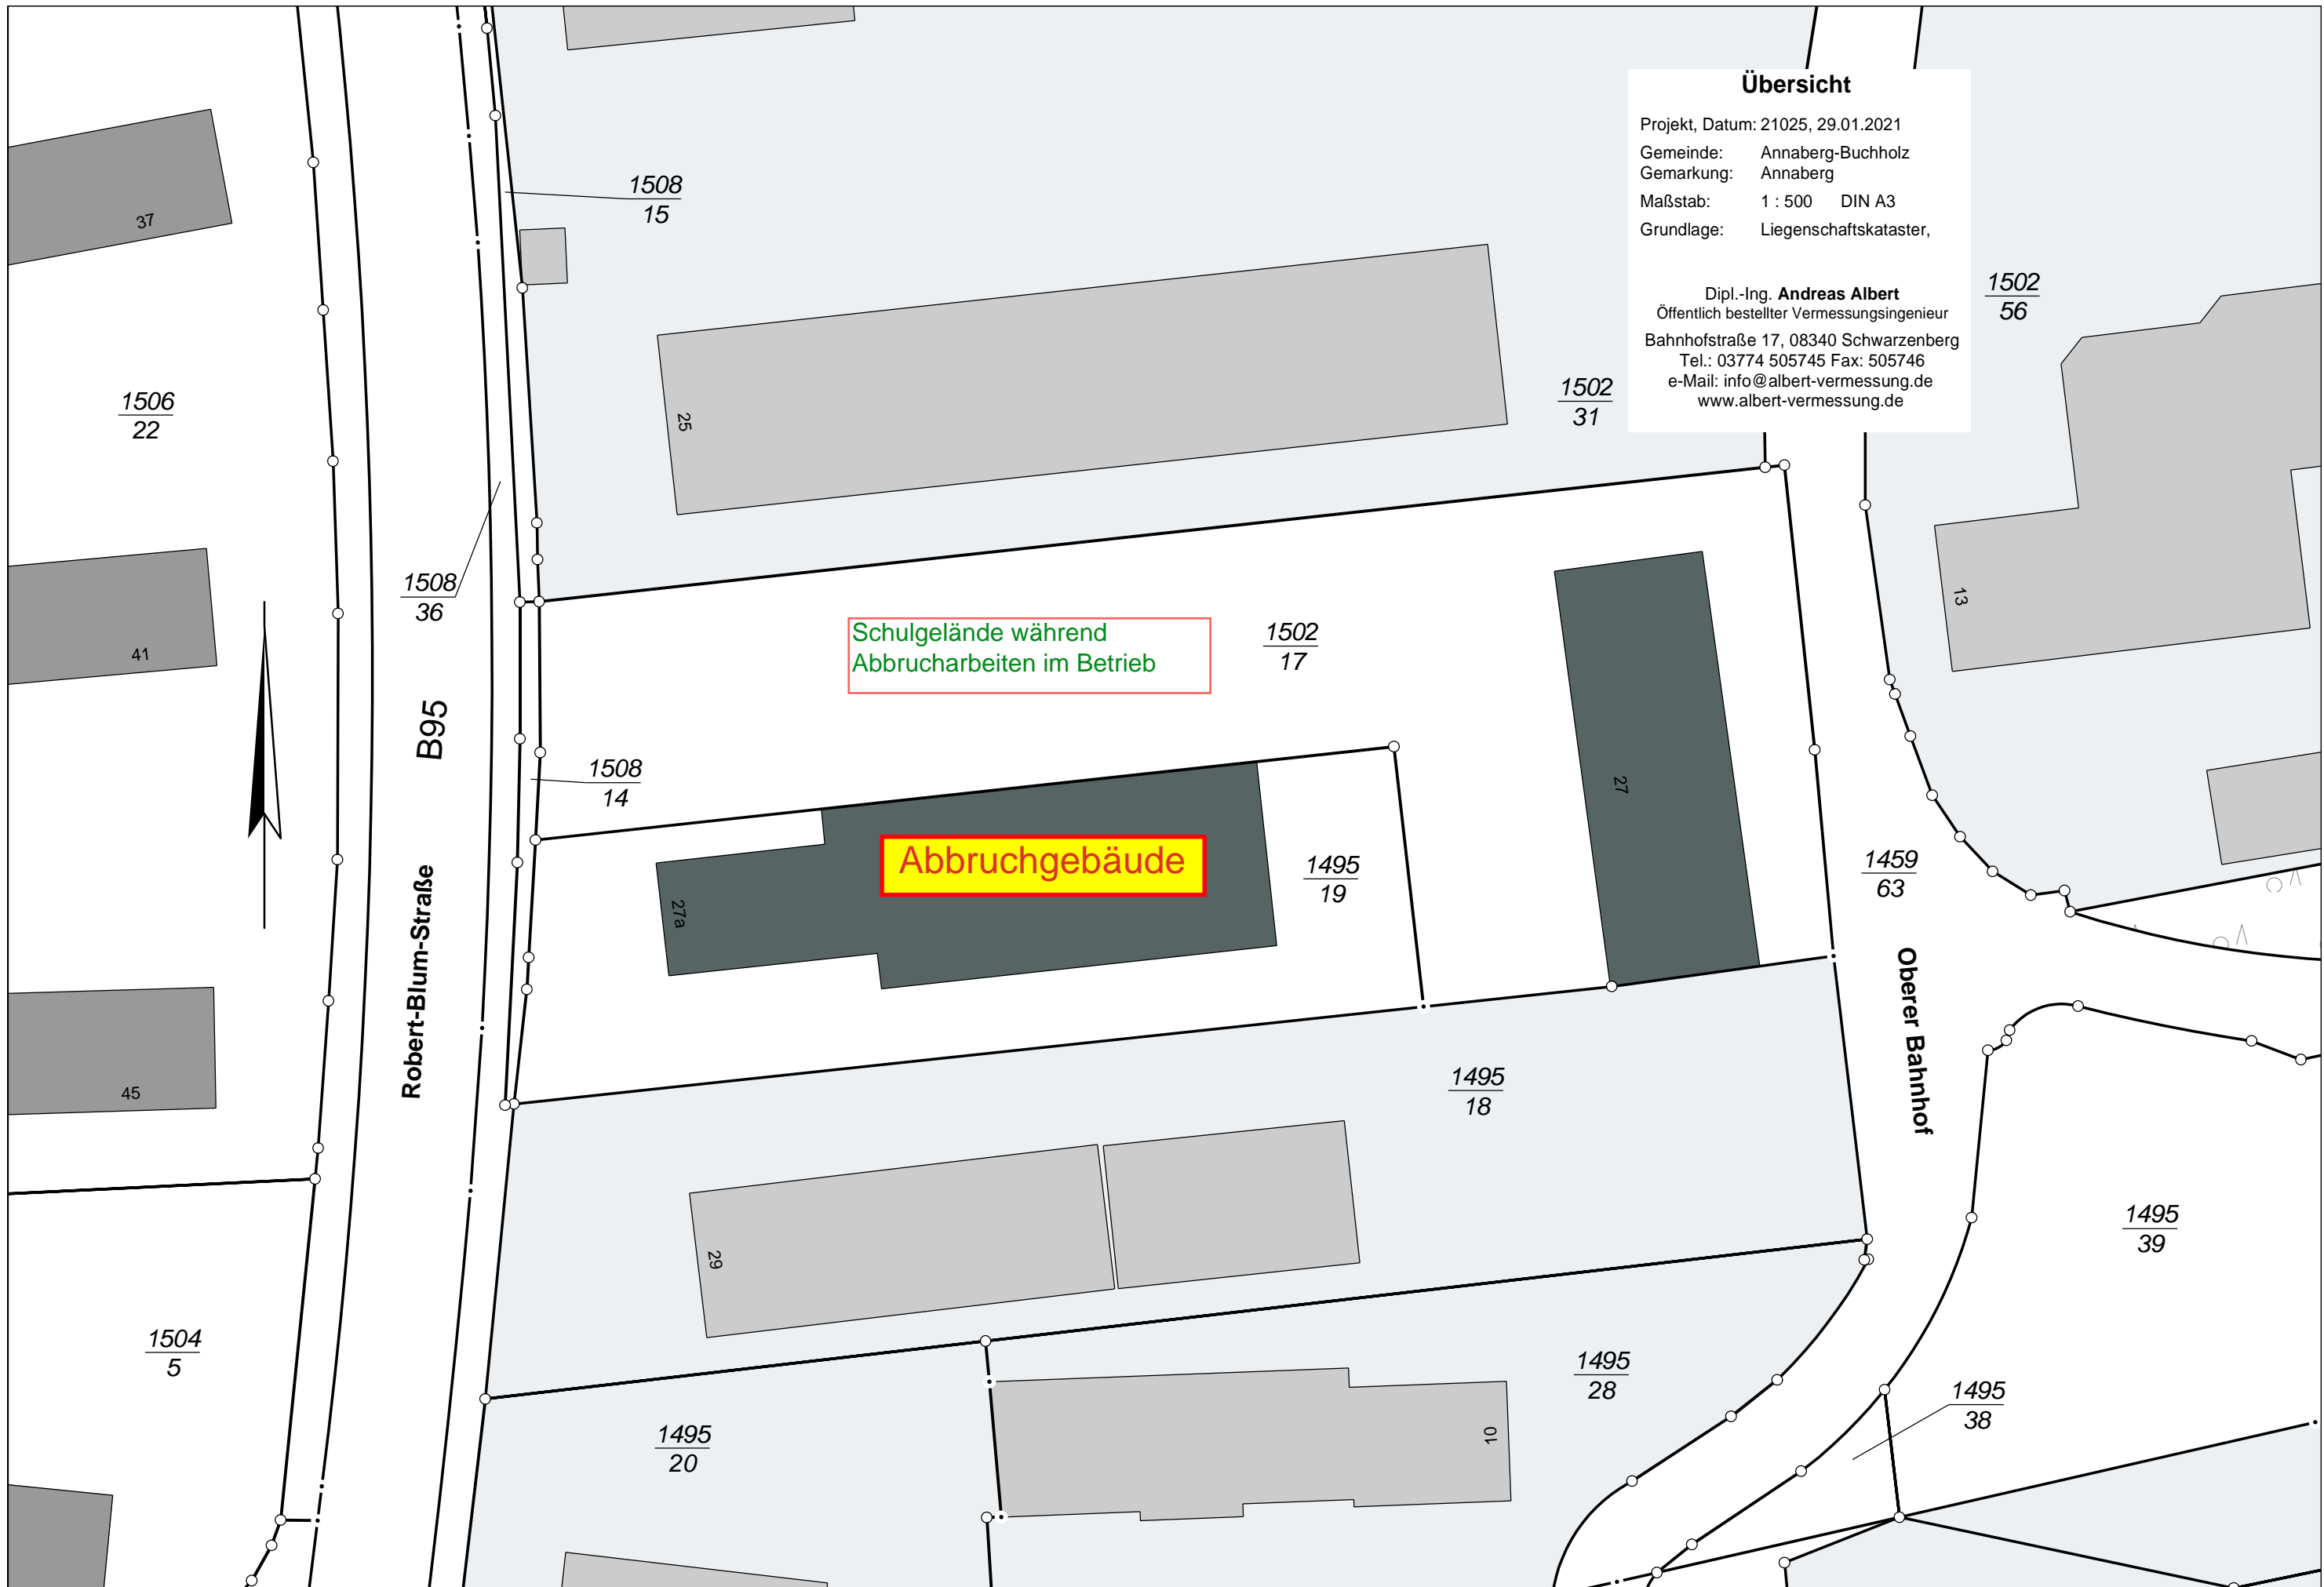 Übersicht
Projekt, Datum: 21025, 29.01.2021
Gemeinde: Annaberg-Buchholz
Gemarkung: Annaberg
Maßstab: 1 : 500 DIN A3
Grundlage: Liegenschaftskataster,
Dipl.-Ing. Andreas Albert
Öffentlich bestellter Vermessungsingenieur
Bahnhofstraße 17, 08340 Schwarzenberg
Tel.: 03774 505745 Fax: 505746
e-Mail: info@albert-vermessung.de
www.albert-vermessung.de
37
1508
15
1502
56
1506
22
25
1502
31
1508
36
41
Schulgelände während
Abbrucharbeiten im Betrieb
1502
17
13
B95
1508
14
27
Abbruchgebäude
1495
19
1459
63
27a
Robert-Blum-Straße
Oberer Bahnhof
45
1495
18
29
1495
39
1504
5
1495
28
1495
38
1495
20
10